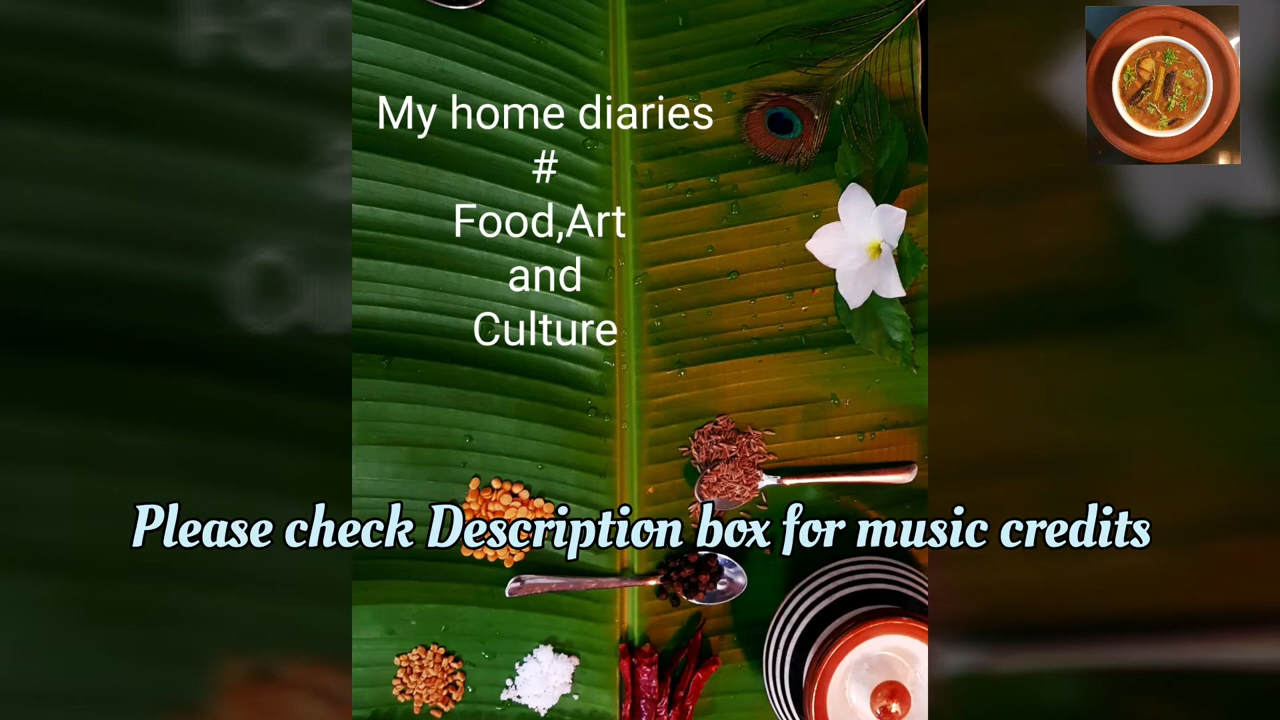 My home diaries
#
Food,Art
and
Culture
Please check Description box for music credits